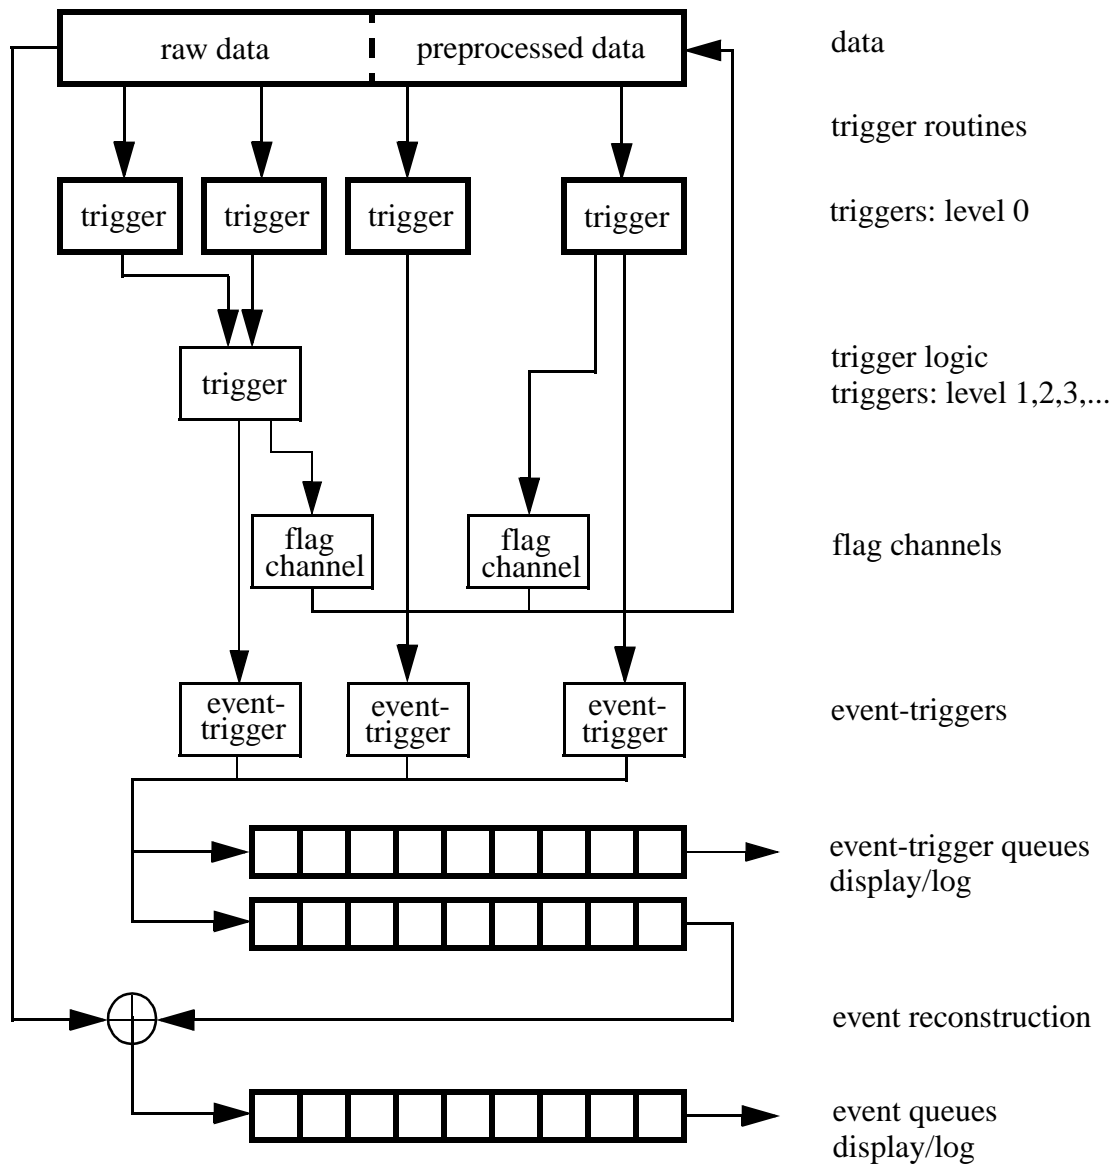 raw data
preprocessed data
data
trigger routines
trigger
trigger
trigger
trigger
triggers: level 0
trigger
trigger logic
triggers: level 1,2,3,...
flag
channel
flag
channel
flag channels
event-
trigger
event-
trigger
event-
trigger
event-triggers
event-trigger queues
display/log
event reconstruction
event queues
display/log